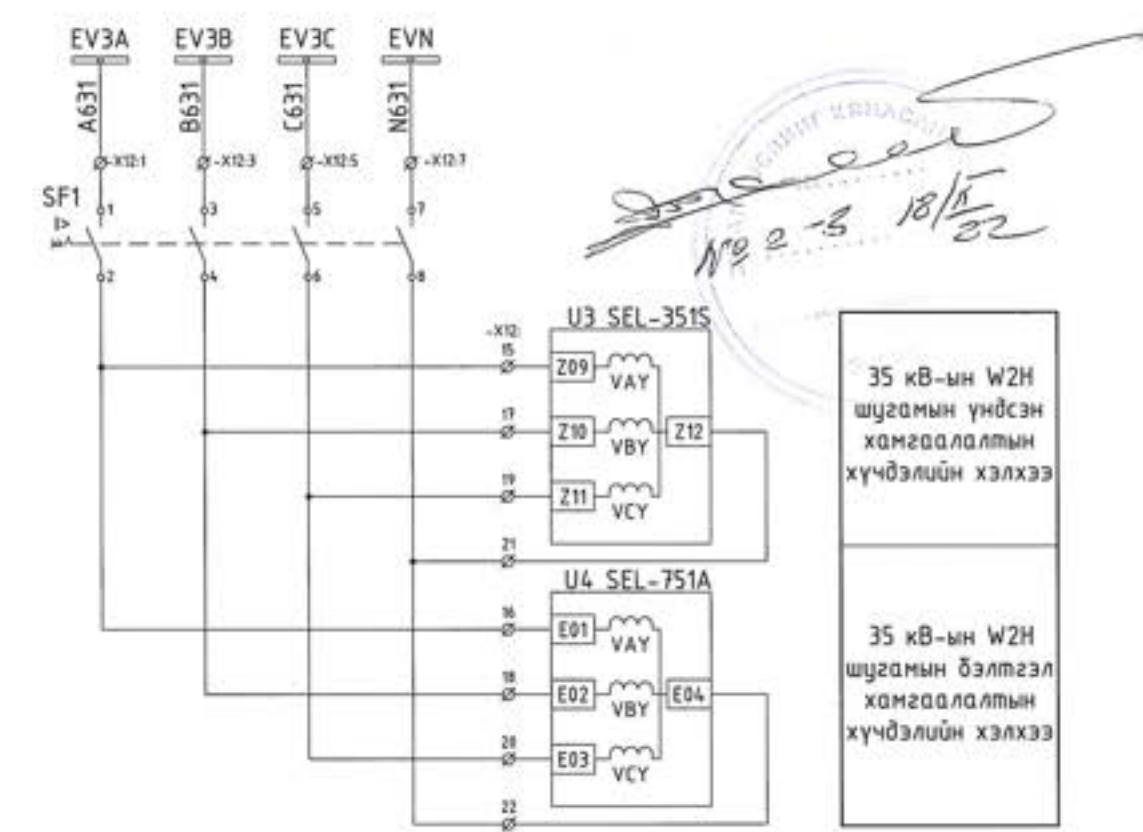 EV3A EV3B EV3C EVN
A631 B631 C631 N631
-X12:1 -X12:3 -X12:5 -X12:7
SF1
I>
1 3 5 7
2 4 6 8
№ 2-3 18/II 22
-X12:
U3 SEL-351S
15 Z09 VAY
17 Z10 VBY Z12
19 Z11 VCY
21
U4 SEL-751A
16 E01 VAY
18 E02 VBY E04
20 E03 VCY
22
35 кВ-ын W2H
шугамын үндсэн
хамгаалалтын
хүчдэлийн хэлхээ
35 кВ-ын W2H
шугамын бэлтгэл
хамгаалалтын
хүчдэлийн хэлхээ